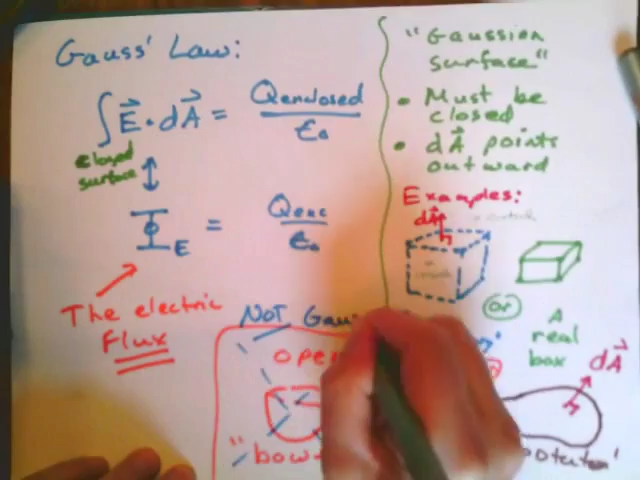 Gauss' Law:
∫ E⃗ · dA⃗ = Qenclosed / ε₀
closed
surface
Φ_E = Qenc / ε₀
The electric
Flux
"Gaussian
surface"
• Must be
closed
• dA⃗ points
outward
Examples:
dA⃗
or
A
real
box
dA⃗
NOT
open